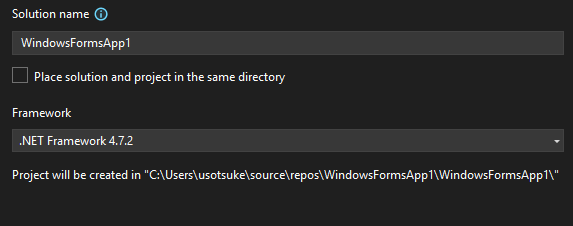 Solution name
WindowsFormsApp1
Place solution and project in the same directory
Framework
.NET Framework 4.7.2
Project will be created in "C:\Users\usotsuke\source\repos\WindowsFormsApp1\WindowsFormsApp1\"